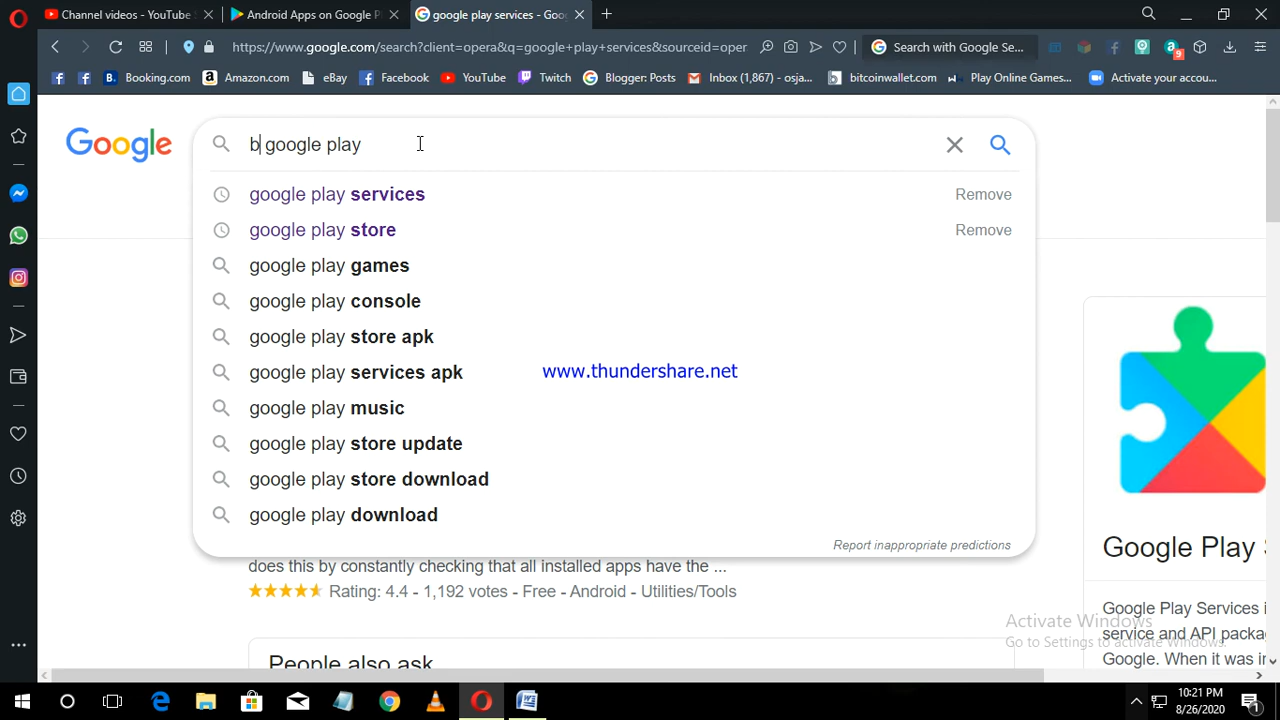 Channel videos - YouTube
Android Apps on Google P
google play services - Goog
https://www.google.com/search?client=opera&q=google+play+services&sourceid=oper
Search with Google Se...
9
Booking.com
Amazon.com
eBay
Facebook
YouTube
Twitch
Blogger: Posts
Inbox (1,867) - osja...
bitcoinwallet.com
Play Online Games...
Activate your accou...
Google
b google play
google play services
Remove
google play store
Remove
google play games
google play console
google play store apk
google play services apk
www.thundershare.net
google play music
google play store update
google play store download
google play download
Report inappropriate predictions
does this by constantly checking that all installed apps have the ...
Rating: 4.4 - 1,192 votes - Free - Android - Utilities/Tools
People also ask
Google Play
Google Play Services i
service and API packa
Google. When it was in
Activate Windows
Go to Settings to activate Windows.
10:21 PM
8/26/2020
1